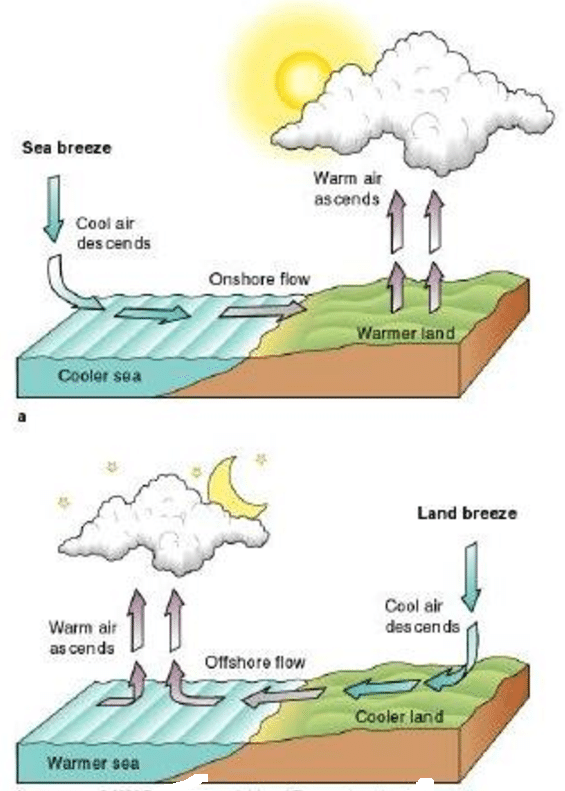 Sea breeze
Warm air
ascends
Cool air
descends
Onshore flow
Warmer land
Cooler sea
a
Land breeze
Cool air
descends
Warm air
ascends
Offshore flow
Cooler land
Warmer sea